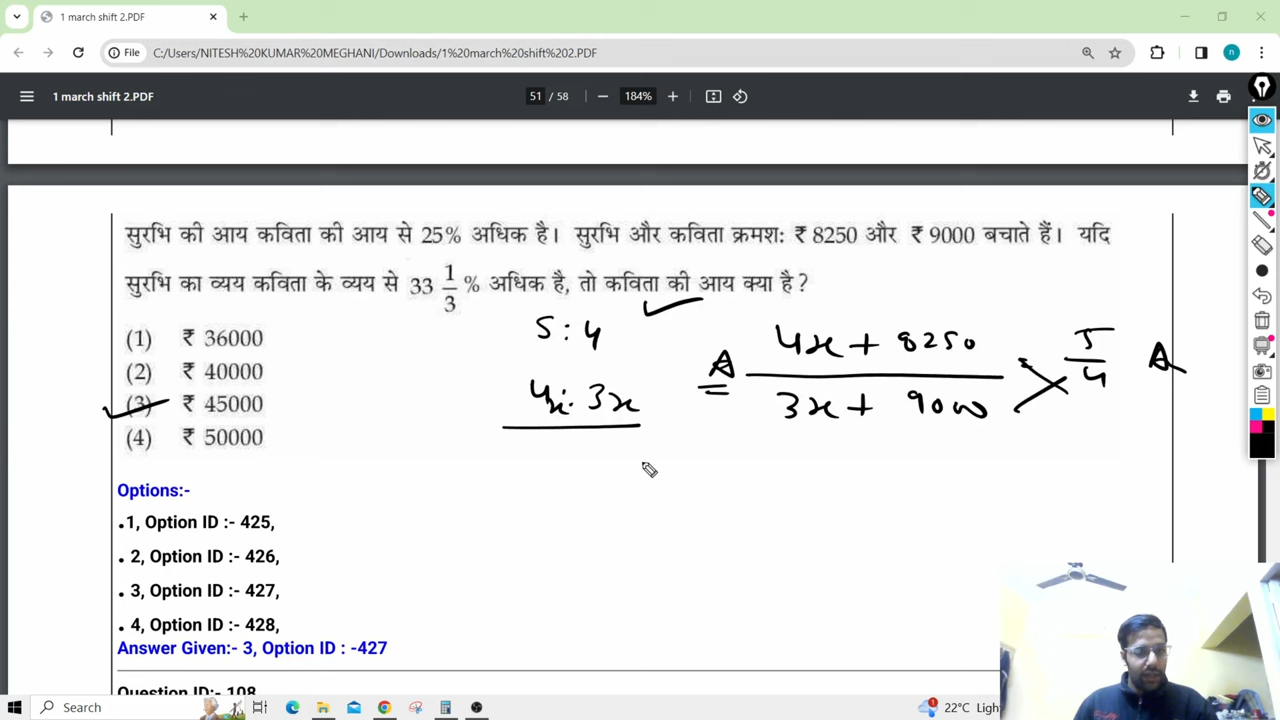 1 march shift 2.PDF
File C:/Users/NITESH%20KUMAR%20MEGHANI/Downloads/1%20march%20shift%202.PDF n
1 march shift 2.PDF 51 / 58 184%
सुरभि की आय कविता की आय से 25% अधिक है। सुरभि और कविता क्रमश: ₹ 8250 और ₹ 9000 बचाते हैं। यदि
सुरभि का व्यय कविता के व्यय से 33 1/3 % अधिक है, तो कविता की आय क्या है?
5 : 4
4x : 3x
A 4x + 8250 / 3x + 9000 5/4 A
(1) ₹ 36000
(2) ₹ 40000
(3) ₹ 45000
(4) ₹ 50000
Options:-
.1, Option ID :- 425,
. 2, Option ID :- 426,
. 3, Option ID :- 427,
. 4, Option ID :- 428,
Answer Given:- 3, Option ID : -427
Question ID:- 108
Search 22°C Ligh